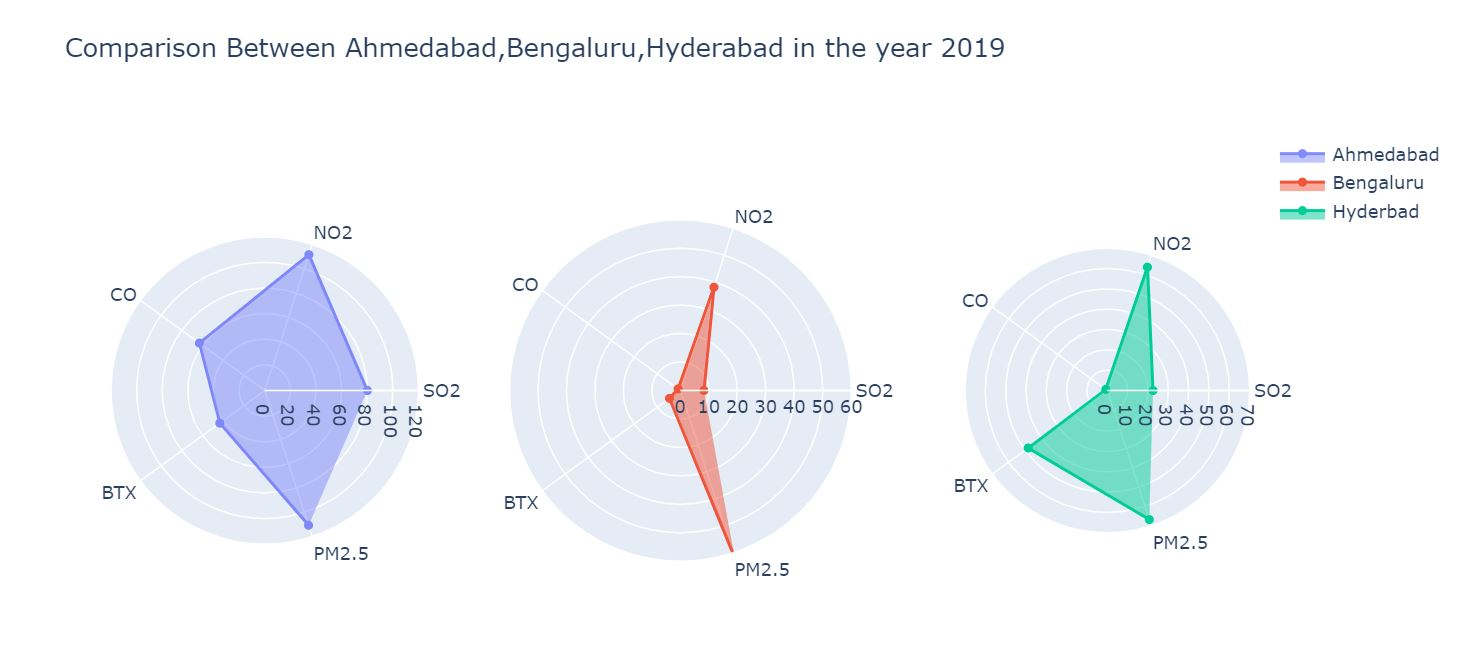 Comparison Between Ahmedabad,Bengaluru,Hyderabad in the year 2019
Ahmedabad
Bengaluru
Hyderbad
NO2
CO
SO2
0 20 40 60 80 100 120
BTX
PM2.5
NO2
CO
SO2
0 10 20 30 40 50 60
BTX
PM2.5
NO2
CO
SO2
0 10 20 30 40 50 60 70
BTX
PM2.5